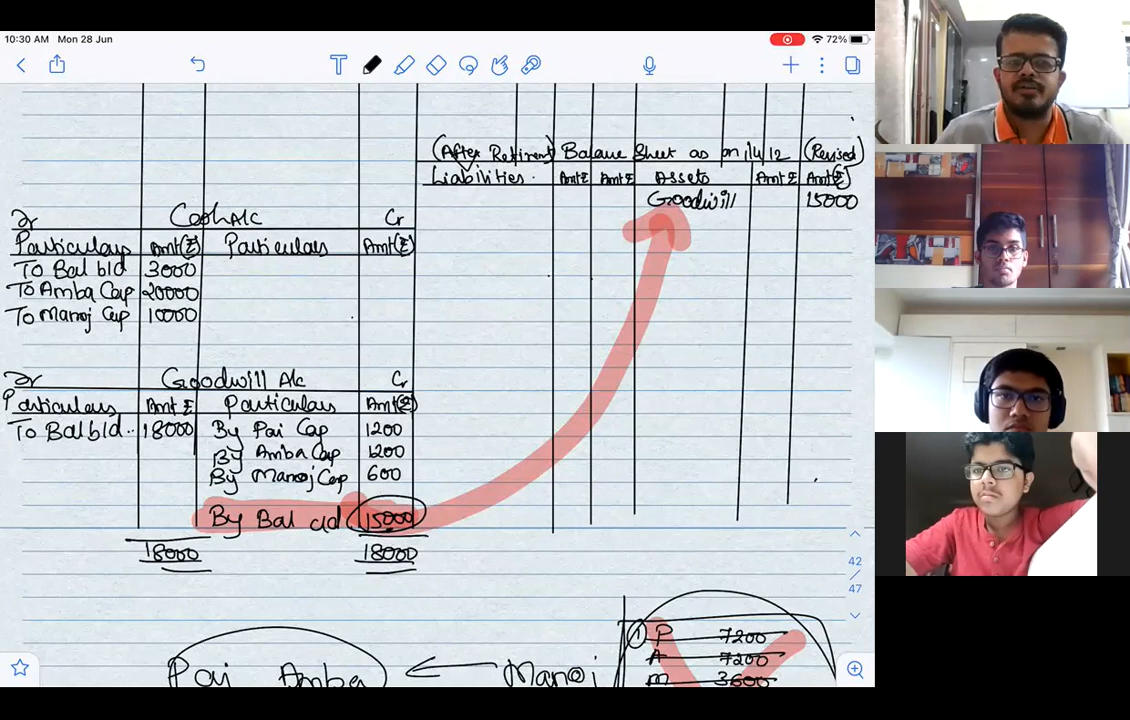 10:30 AM Mon 28 Jun
72%
(After Retirement) Balance Sheet as on 1/4/12 (Revised)
Liabilities. Amt ₹ Amt ₹ Assets Amt ₹ Amt(₹)
Goodwill 15000
Dr Cash A/c Cr
Particulars Amt(₹) Particulars Amt(₹)
To Bal b/d 3000
To Amba Cap 20000
To Manoj Cap 10000
Dr Goodwill A/c Cr
Particulars Amt ₹ Particulars Amt(₹)
To Bal b/d.. 18000 By Pai Cap 1200
By Amba Cap 1200
By Manoj Cap 600
By Bal c/d 15000
18000 18000
42
/
47
1 P 7200
A 7200
M 3600
Pai Amba ← Manoj